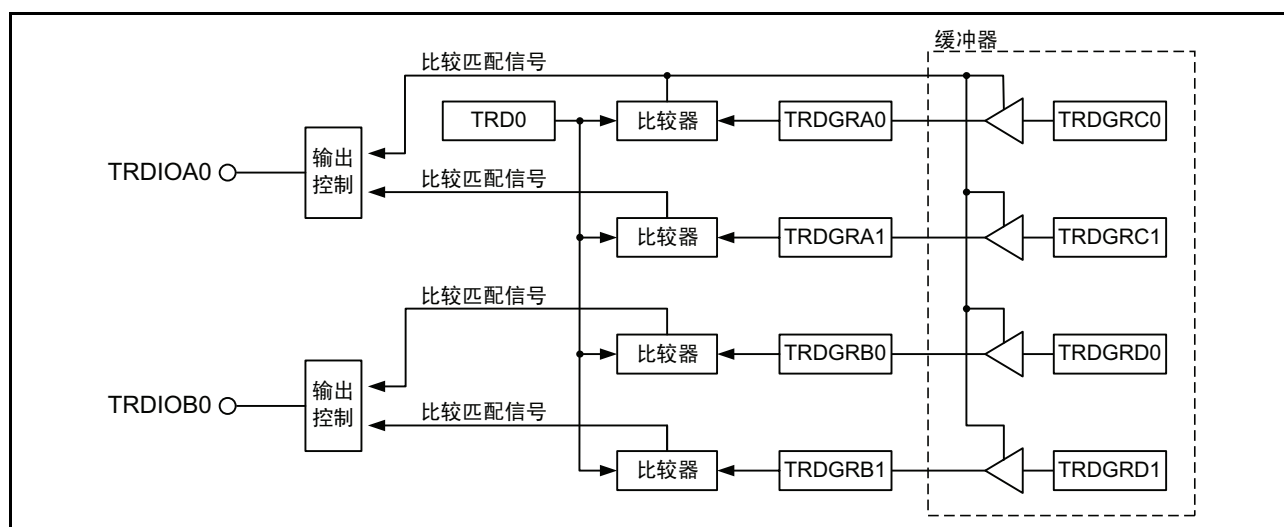 缓冲器
比较匹配信号
TRD0
比较器
TRDGRA0
TRDGRC0
TRDIOA0
输出
控制
比较匹配信号
比较器
TRDGRA1
TRDGRC1
比较匹配信号
比较器
TRDGRB0
TRDGRD0
TRDIOB0
输出
控制
比较匹配信号
比较器
TRDGRB1
TRDGRD1